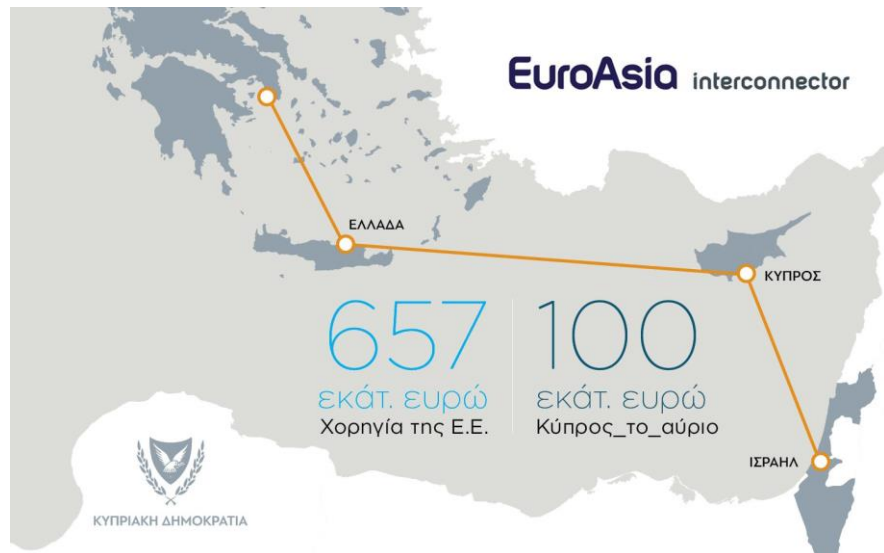 EuroAsia interconnector
ΕΛΛΑΔΑ
ΚΥΠΡΟΣ
657
εκάτ. ευρώ
Χορηγία της Ε.Ε.
100
εκάτ. ευρώ
Κύπρος_το_αύριο
ΙΣΡΑΗΛ
ΚΥΠΡΙΑΚΗ ΔΗΜΟΚΡΑΤΙΑ